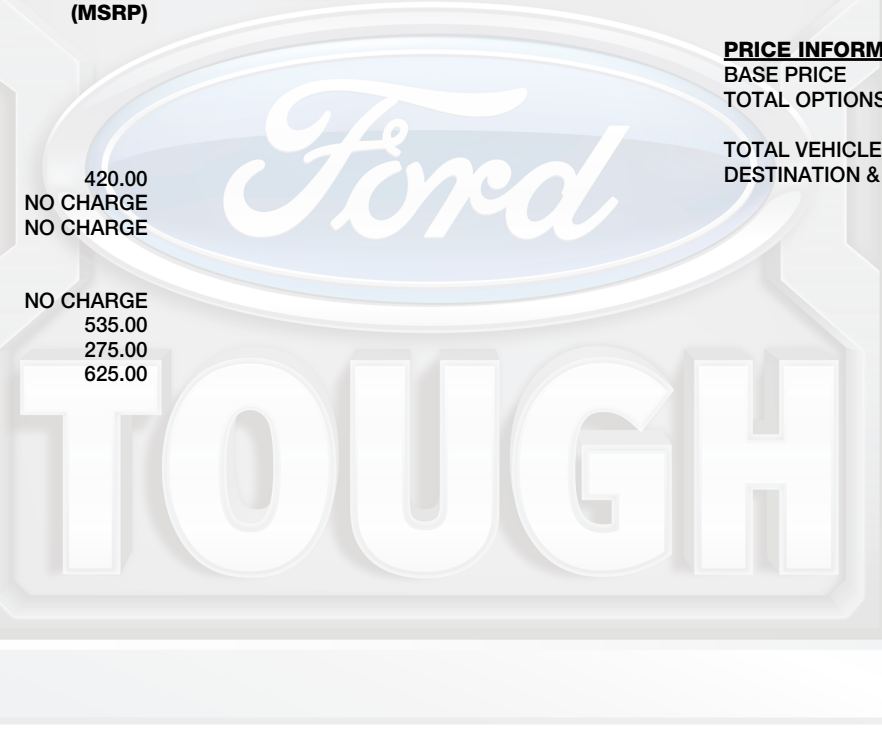 (MSRP)
420.00
NO CHARGE
NO CHARGE
NO CHARGE
535.00
275.00
625.00
PRICE INFORM
BASE PRICE
TOTAL OPTIONS
TOTAL VEHICLE
DESTINATION &
Ford
TOUGH